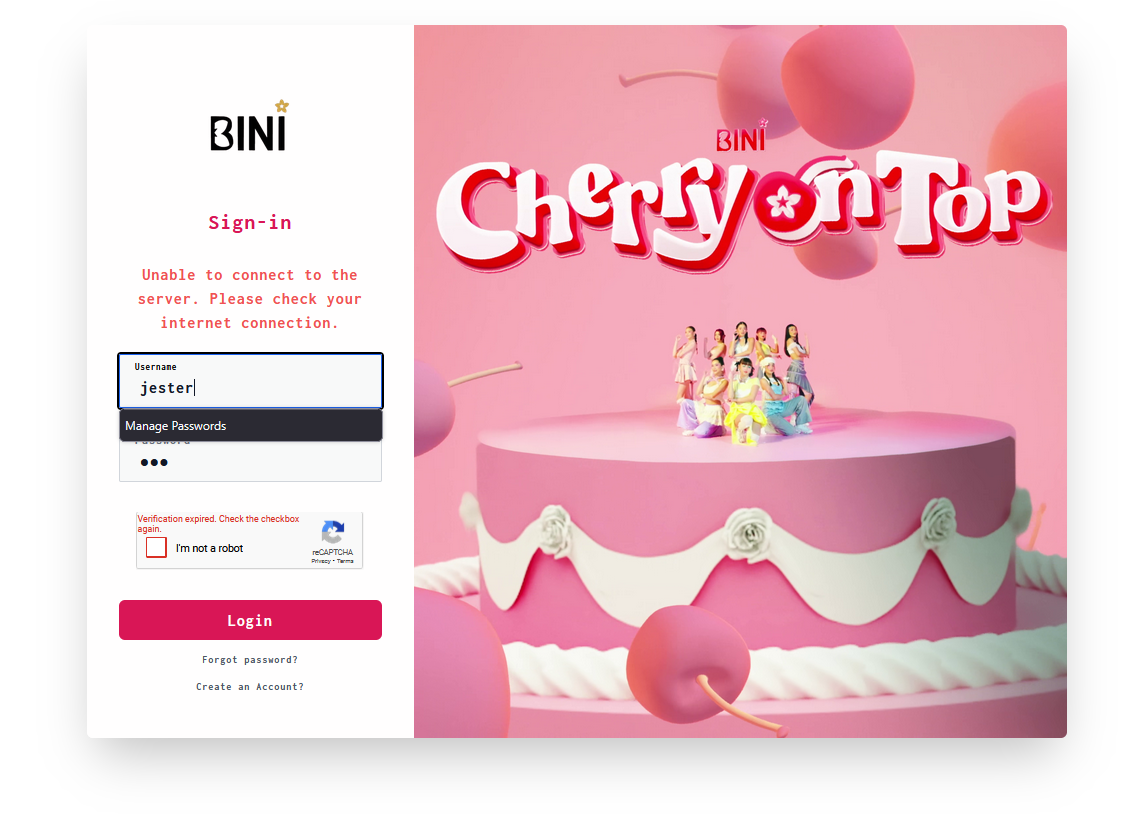 BINI
Sign-in
Unable to connect to the
server. Please check your
internet connection.
Username
jester
Manage Passwords
Password
Verification expired. Check the checkbox
again.
I'm not a robot
reCAPTCHA
Privacy • Terms
Login
Forgot password?
Create an Account?
BINI
Cherry on Top